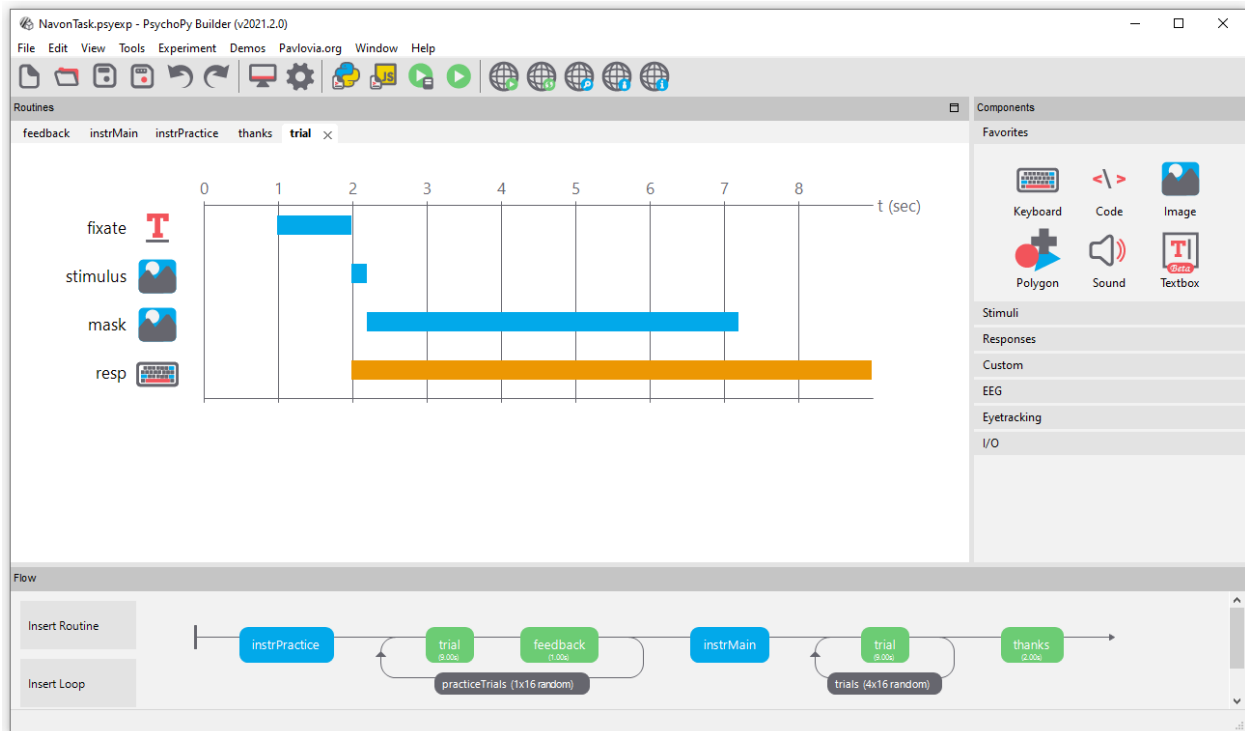 NavonTask.psyexp - PsychoPy Builder (v2021.2.0)
File Edit View Tools Experiment Demos Pavlovia.org Window Help
JS
Routines
feedback instrMain instrPractice thanks trial
0 1 2 3 4 5 6 7 8
t (sec)
fixate
stimulus
mask
resp
Components
Favorites
Keyboard Code Image
Polygon Sound Textbox
Beta
Stimuli
Responses
Custom
EEG
Eyetracking
I/O
Flow
Insert Routine
Insert Loop
instrPractice
trial
(9.00s)
feedback
(1.00s)
practiceTrials (1x16 random)
instrMain
trial
(9.00s)
trials (4x16 random)
thanks
(2.00s)